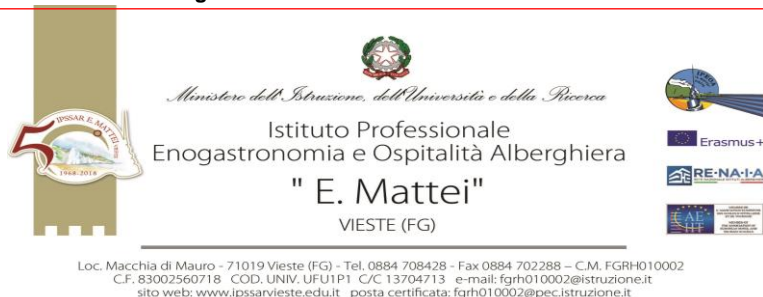 IPSSAR E. MATTEI
1968-2018
Ministero dell'Istruzione, dell'Università e della Ricerca
Istituto Professionale
Enogastronomia e Ospitalità Alberghiera
" E. Mattei"
VIESTE (FG)
Erasmus+
RE·NA·I·A
AE
HT
Loc. Macchia di Mauro - 71019 Vieste (FG) - Tel. 0884 708428 - Fax 0884 702288 – C.M. FGRH010002
C.F. 83002560718 COD. UNIV. UFU1P1 C/C 13704713 e-mail: fgrh010002@istruzione.it
sito web: www.ipssarvieste.edu.it posta certificata: fgrh010002@pec.istruzione.it